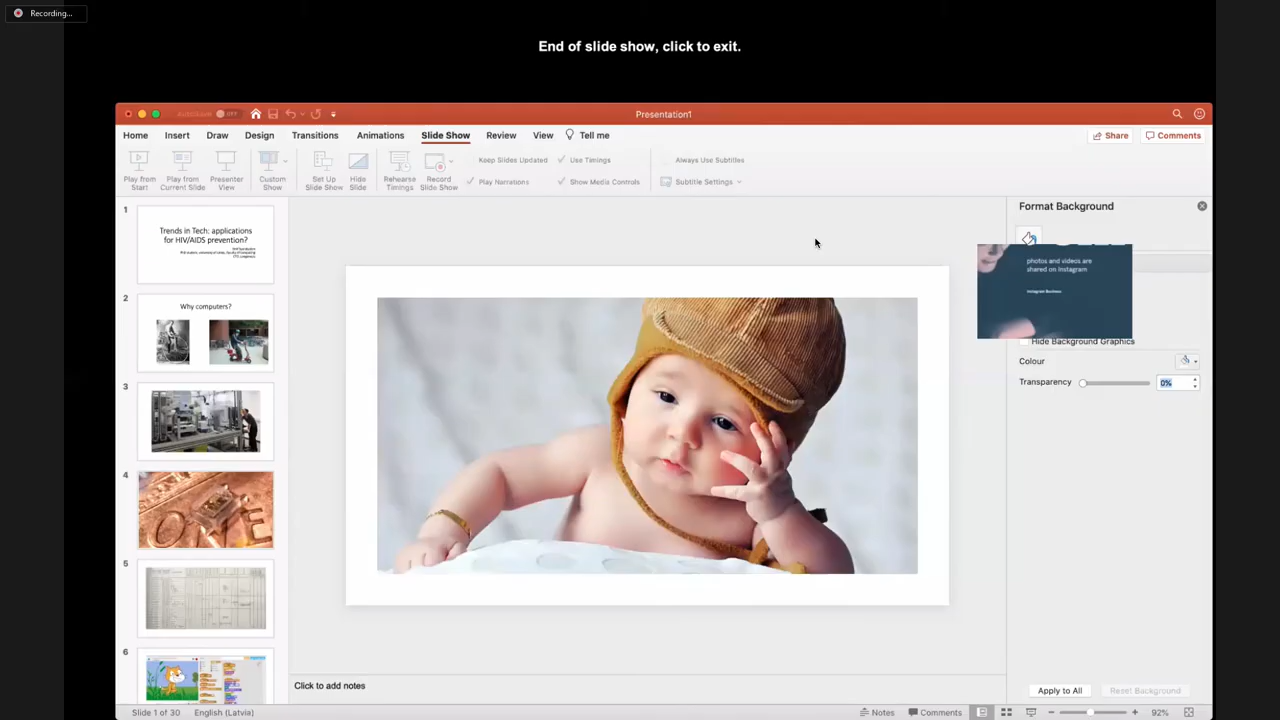 Recording...
End of slide show, click to exit.
AutoSave OFF
Presentation1
Home Insert Draw Design Transitions Animations Slide Show Review View Tell me
Share Comments
Play from Start
Play from Current Slide
Presenter View
Custom Show
Set Up Slide Show
Hide Slide
Rehearse Timings
Record Slide Show
Keep Slides Updated
Use Timings
Always Use Subtitles
Play Narrations
Show Media Controls
Subtitle Settings
1
Trends in Tech: applications
for HIV/AIDS prevention?
2
Why computers?
3
4
ONE
5
6
Format Background
photos and videos are
shared on Instagram
Instagram Business
Hide Background Graphics
Colour
Transparency 0%
Click to add notes
Apply to All Reset Background
Slide 1 of 30 English (Latvia) Notes Comments 92%